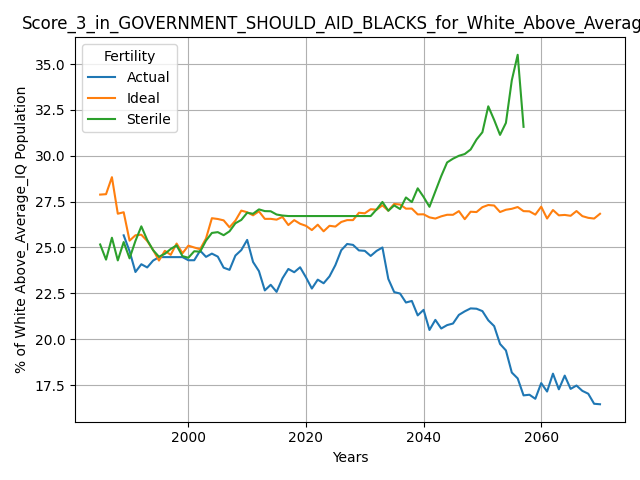 Score_3_in_GOVERNMENT_SHOULD_AID_BLACKS_for_White_Above_Averag
Fertility
Actual
Ideal
Sterile
% of White Above_Average_IQ Population
35.0
32.5
30.0
27.5
25.0
22.5
20.0
17.5
2000
2020
2040
2060
Years